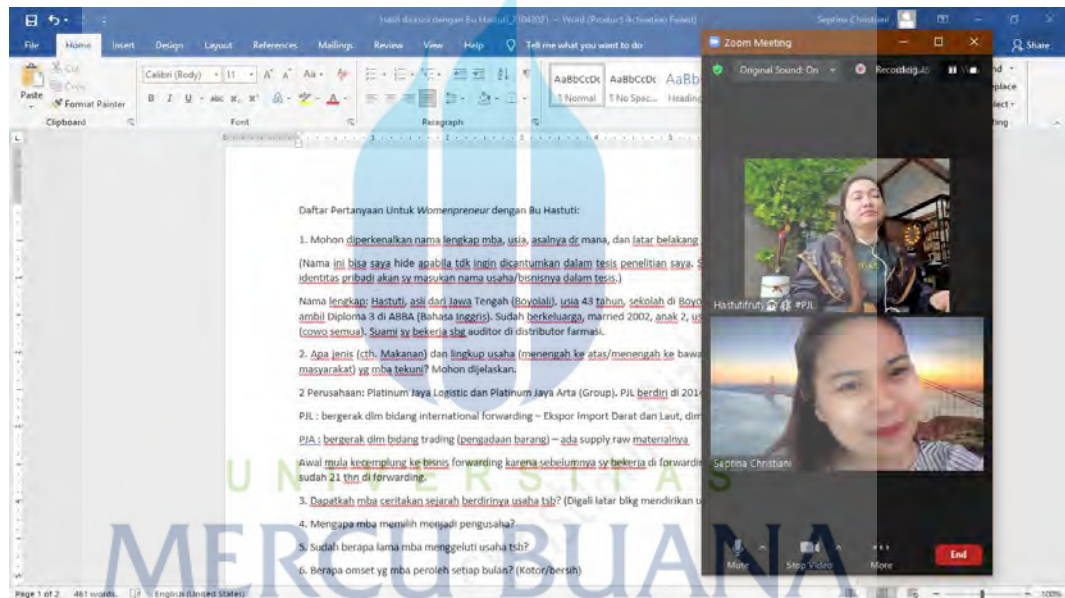 Hasil diskusi dengan Bu Hastuti_21042021 - Word (Product Activation Failed)
Septina Christiani
File Home Insert Design Layout References Mailings Review View Help Tell me what you want to do
Share
Cut
Copy
Paste
Format Painter
Calibri (Body) 11
AaBbCcDc AaBbCcDc AaBb
1 Normal 1 No Spac... Heading
Clipboard Font Paragraph
Zoom Meeting
Original Sound: On
Recording
Daftar Pertanyaan Untuk Womenpreneur dengan Bu Hastuti:
1. Mohon diperkenalkan nama lengkap mba, usia, asalnya dr mana, dan latar belakang
(Nama ini bisa saya hide apabila tdk ingin dicantumkan dalam tesis penelitian saya. S
identitas pribadi akan sy masukan nama usaha/bisnisnya dalam tesis.)
Nama lengkap: Hastuti, asli dari Jawa Tengah (Boyolali), usia 43 tahun, sekolah di Boyo
ambil Diploma 3 di ABBA (Bahasa Inggris). Sudah berkeluarga, married 2002, anak 2, us
(cowo semua). Suami sy bekerja sbg auditor di distributor farmasi.
2. Apa jenis (cth. Makanan) dan lingkup usaha (menengah ke atas/menengah ke bawa
masyarakat) yg mba tekuni? Mohon dijelaskan.
2 Perusahaan: Platinum Jaya Logistic dan Platinum Jaya Arta (Group). PJL berdiri di 201
PJL : bergerak dlm bidang international forwarding – Ekspor Import Darat dan Laut, dim
PJA : bergerak dlm bidang trading (pengadaan barang) – ada supply raw materialnya
Awal mula kecemplung ke bisnis forwarding karena sebelumnya sy bekerja di forwardin
sudah 21 thn di forwarding.
3. Dapatkah mba ceritakan sejarah berdirinya usaha tsb? (Digali latar blkg mendirikan u
4. Mengapa mba memilih menjadi pengusaha?
5. Sudah berapa lama mba menggeluti usaha tsb?
6. Berapa omset yg mba peroleh setiap bulan? (Kotor/bersih)
Hastutifruty #PJL
Septina Christiani
Mute Stop Video More End
UNIVERSITAS
MERCU BUANA
Page 1 of 2 461 words English (United States) 100%